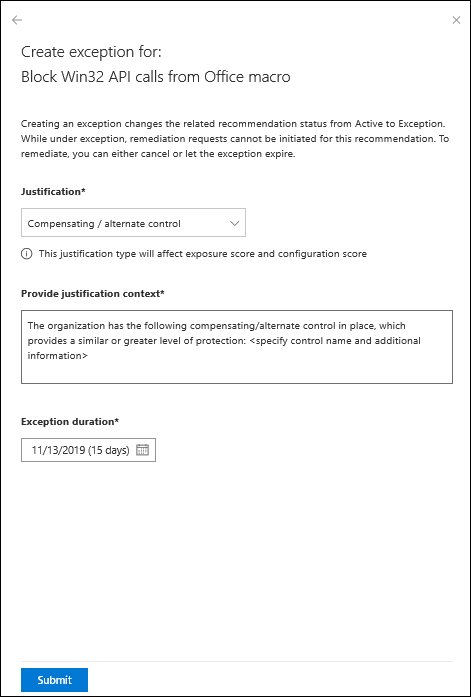 Create exception for:
Block Win32 API calls from Office macro
Creating an exception changes the related recommendation status from Active to Exception.
While under exception, remediation requests cannot be initiated for this recommendation. To
remediate, you can either cancel or let the exception expire.
Justification*
Compensating / alternate control
This justification type will affect exposure score and configuration score
Provide justification context*
The organization has the following compensating/alternate control in place, which
provides a similar or greater level of protection: <specify control name and additional
information>
Exception duration*
11/13/2019 (15 days)
Submit